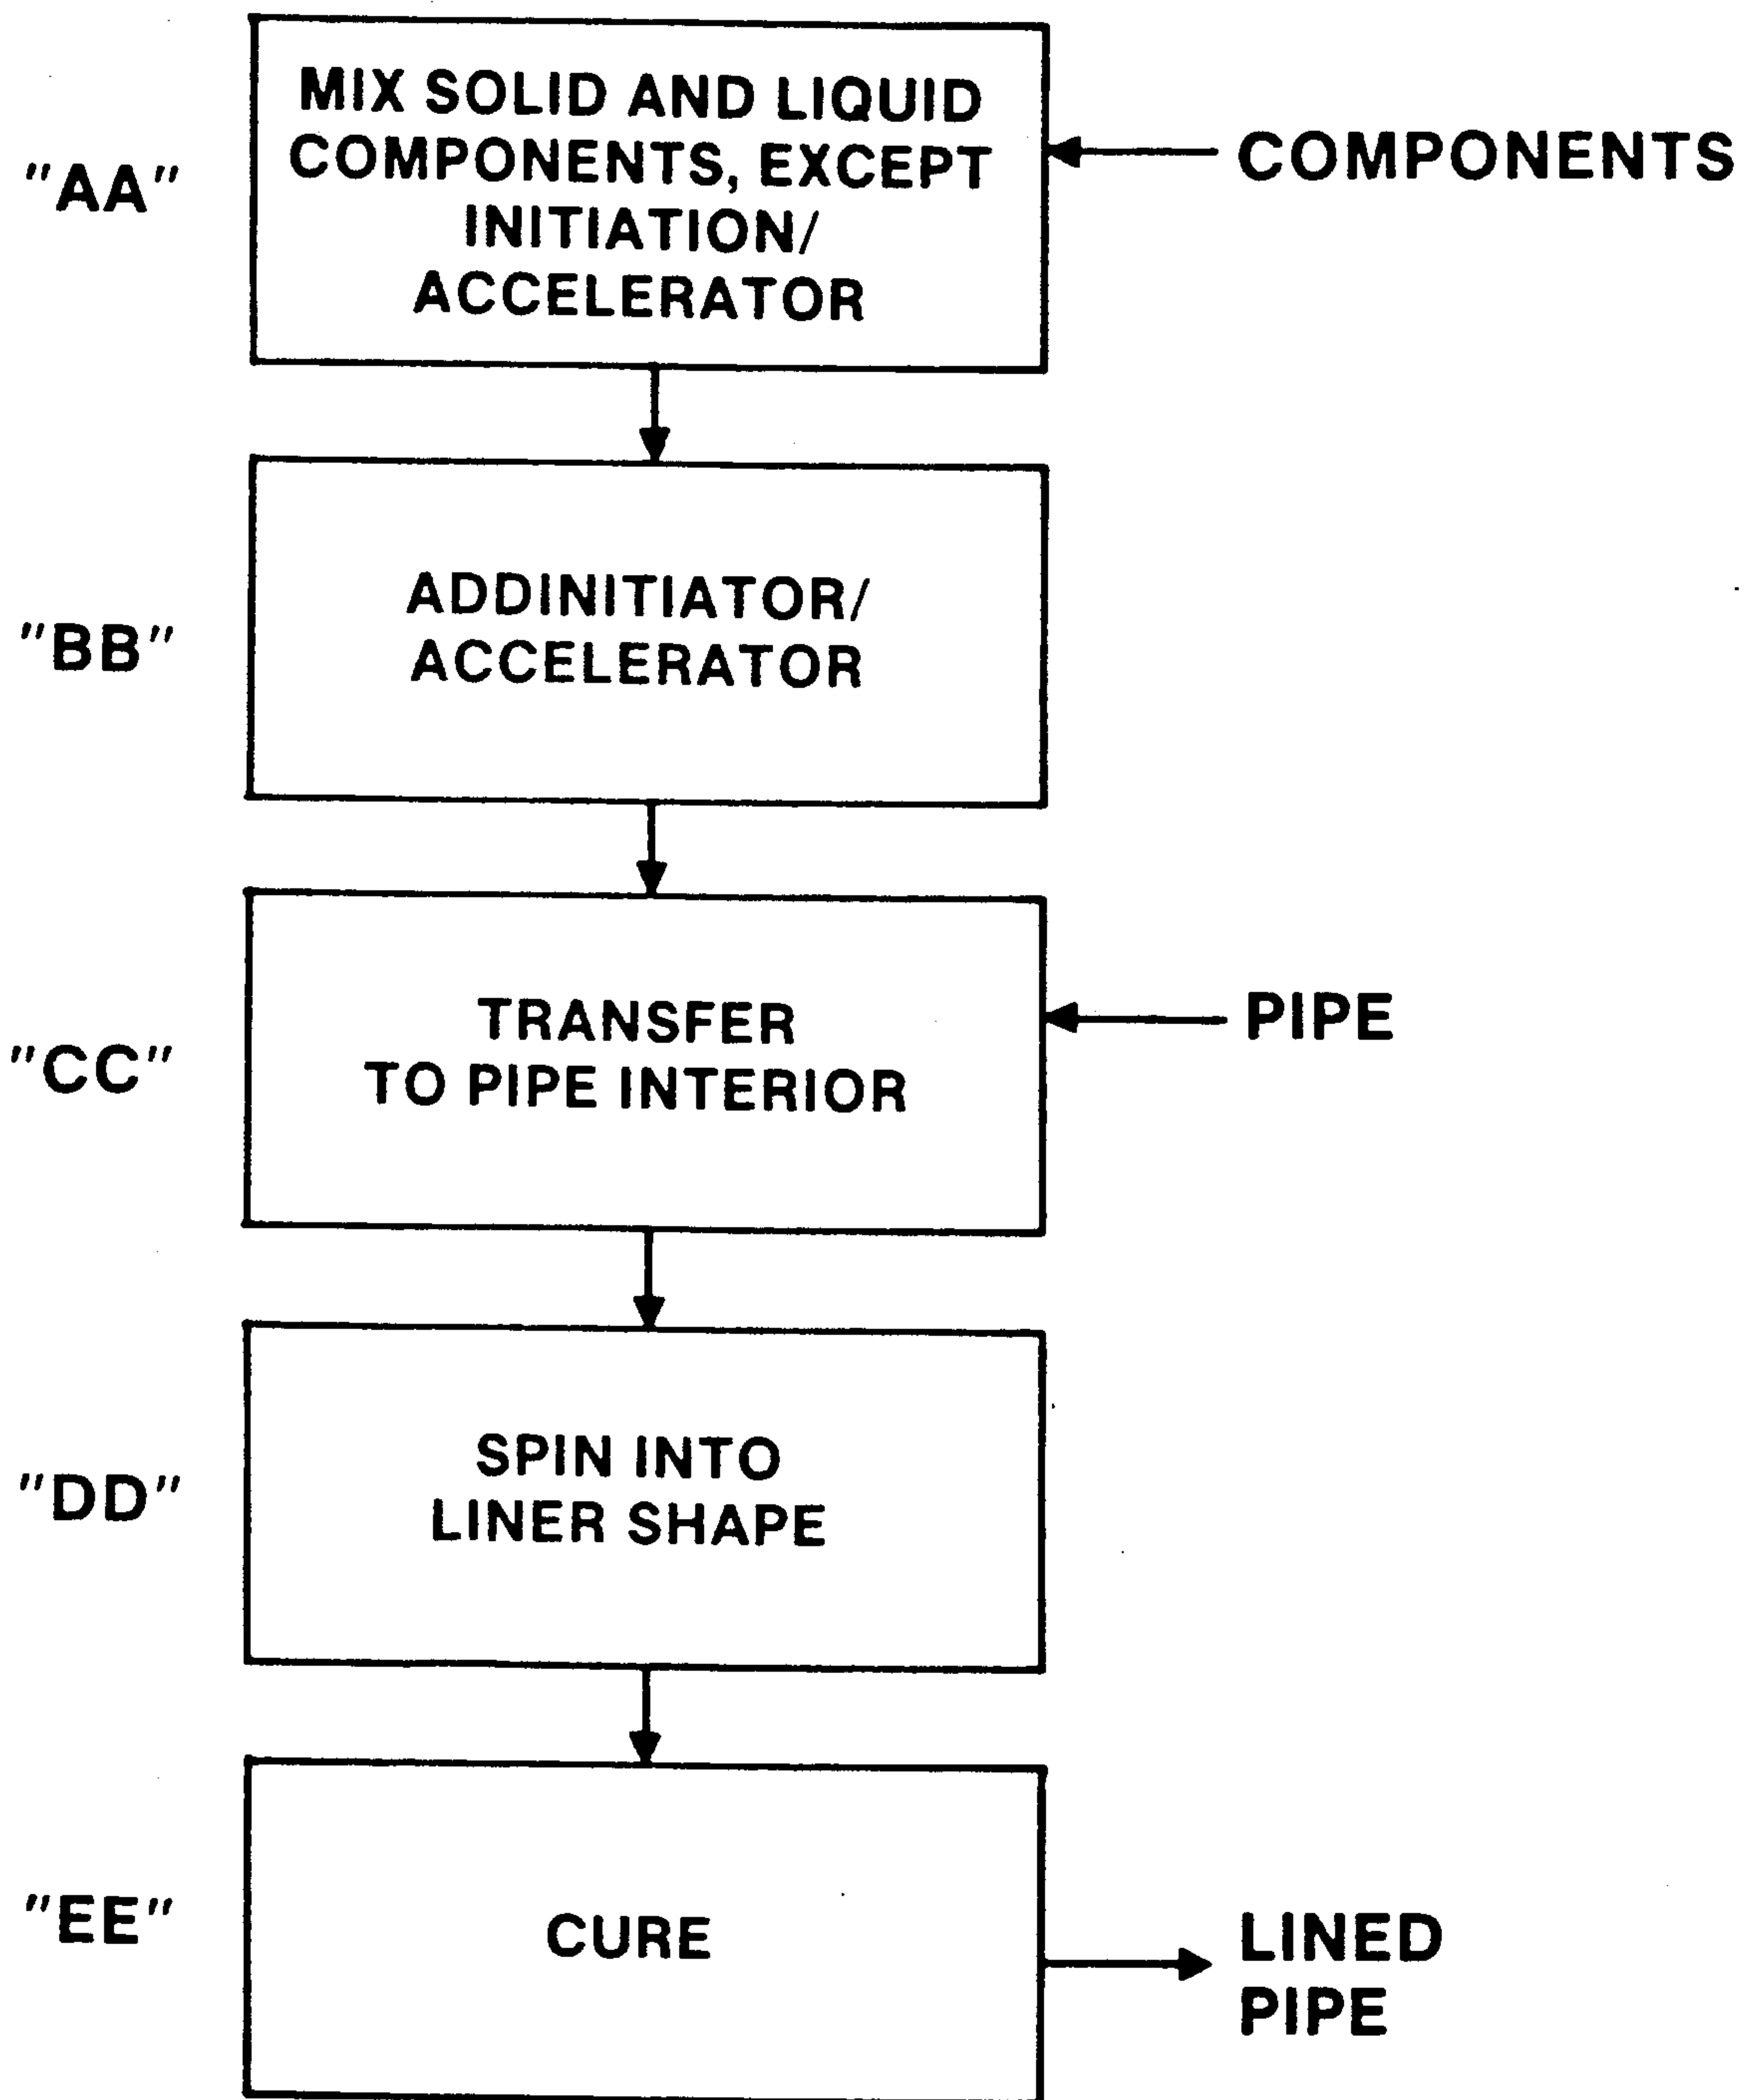 MIX SOLID AND LIQUID
COMPONENTS, EXCEPT
INITIATION/
ACCELERATOR
"AA"
COMPONENTS
ADDINITIATOR/
ACCELERATOR
"BB"
TRANSFER
TO PIPE INTERIOR
"CC"
PIPE
SPIN INTO
LINER SHAPE
"DD"
CURE
"EE"
LINED
PIPE